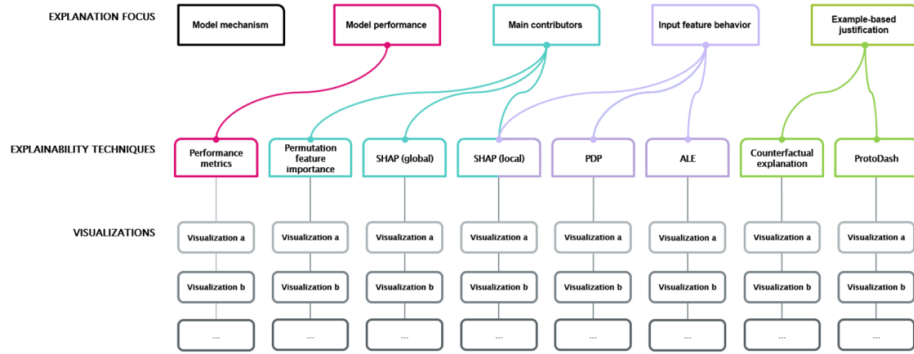 EXPLANATION FOCUS
Model mechanism
Model performance
Main contributors
Input feature behavior
Example-based
justification
EXPLAINABILITY TECHNIQUES
Performance
metrics
Permutation
feature
importance
SHAP (global)
SHAP (local)
PDP
ALE
Counterfactual
explanation
ProtoDash
VISUALIZATIONS
Visualization a
Visualization a
Visualization a
Visualization a
Visualization a
Visualization a
Visualization a
Visualization a
Visualization b
Visualization b
Visualization b
Visualization b
Visualization b
Visualization b
Visualization b
Visualization b
...
...
...
...
...
...
...
...